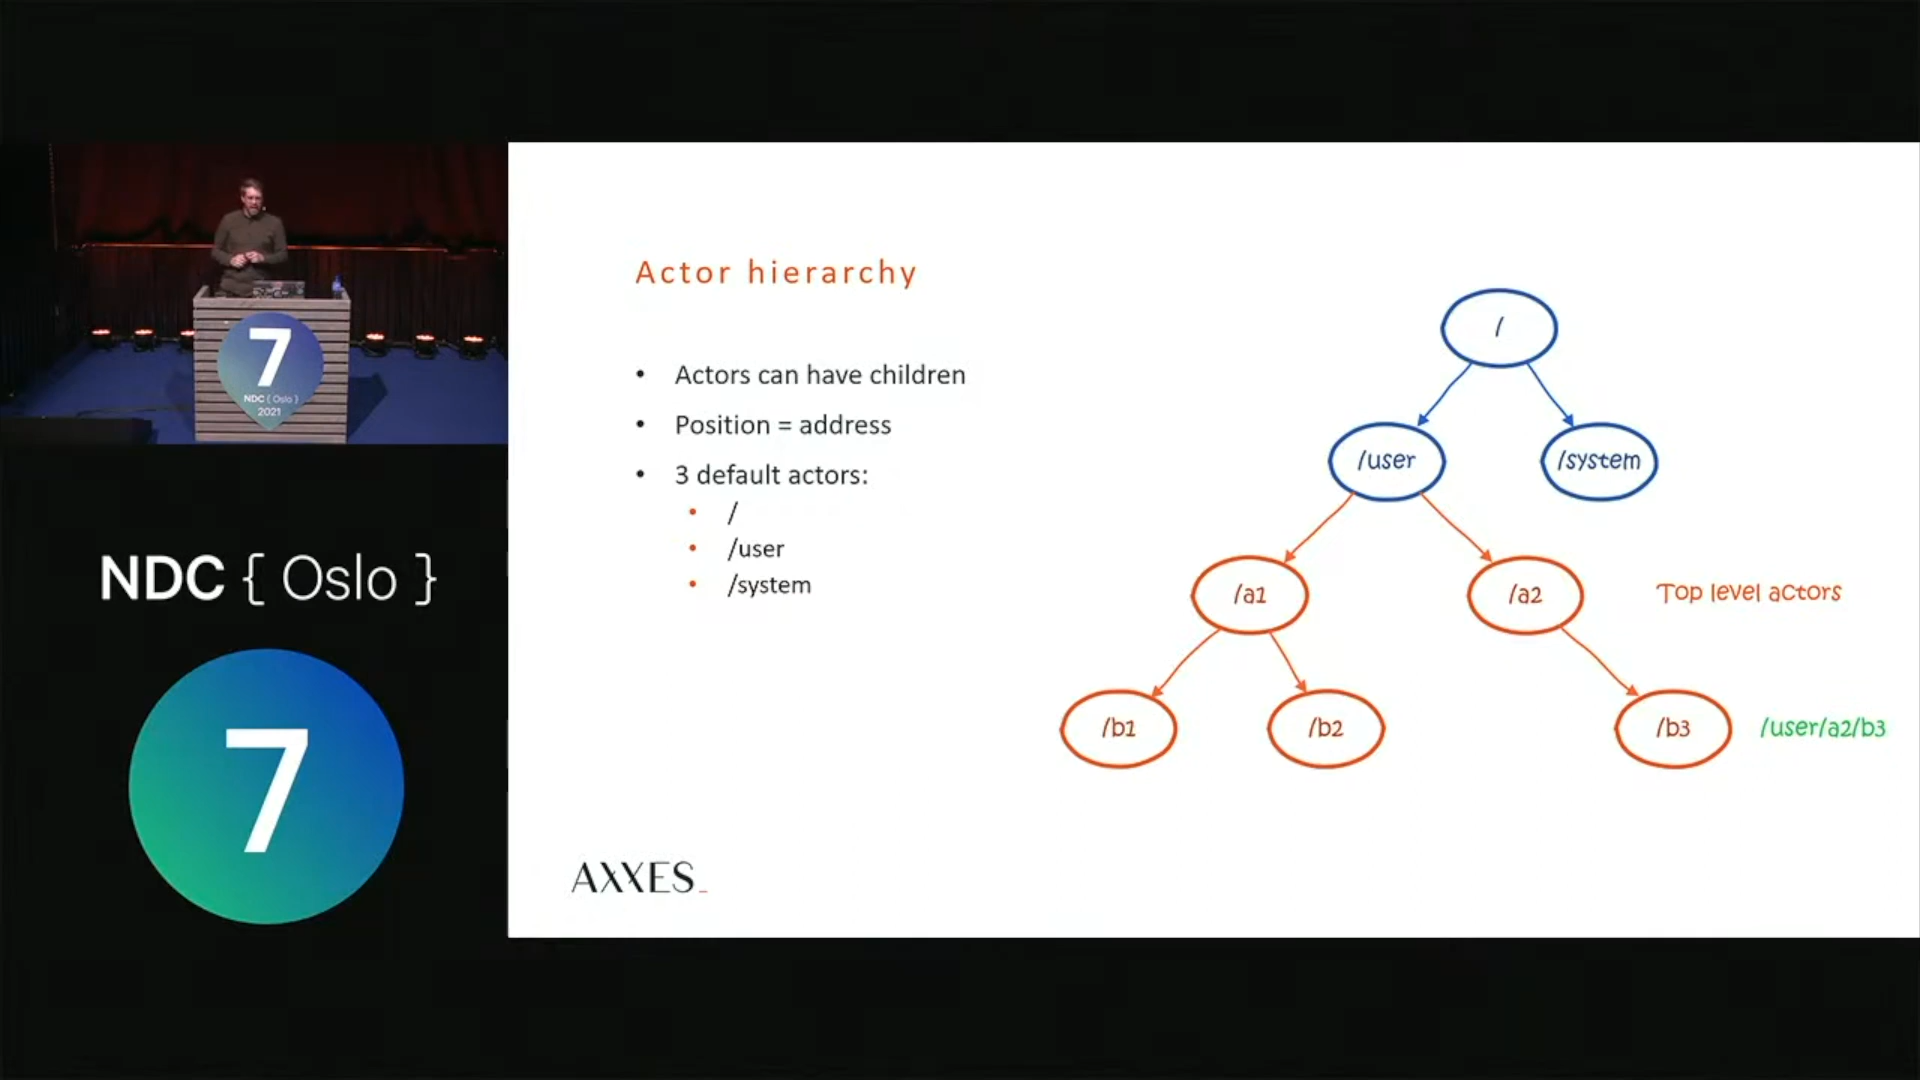 7
NDC { Oslo }
2021
NDC { Oslo }
7
Actor hierarchy
• Actors can have children
• Position = address
• 3 default actors:
• /
• /user
• /system
AXXES_
/
/user
/system
/a1
/a2
Top level actors
/b1
/b2
/b3
/user/a2/b3